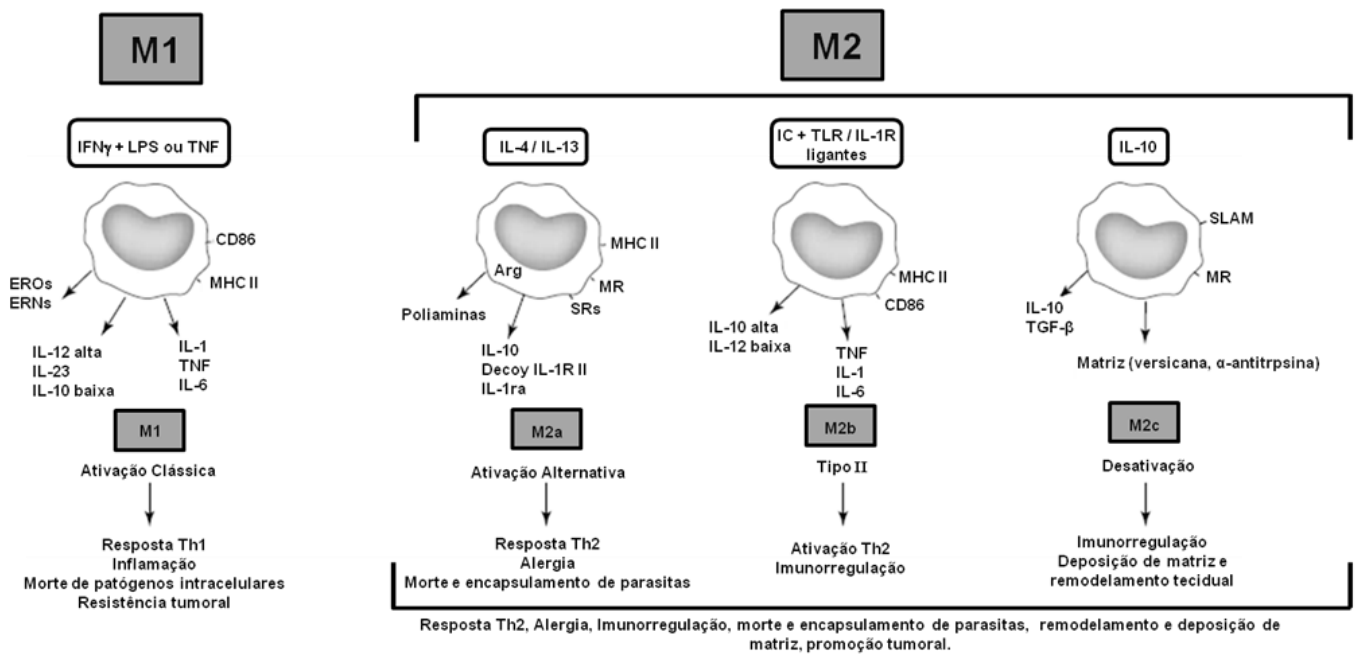 M1
M2
IFNγ + LPS ou TNF
IL-4 / IL-13
IC + TLR / IL-1R
ligantes
IL-10
CD86
MHC II
EROs
ERNs
IL-12 alta
IL-23
IL-10 baixa
IL-1
TNF
IL-6
MHC II
Arg
MR
SRs
Poliaminas
IL-10
Decoy IL-1R II
IL-1ra
MHC II
CD86
IL-10 alta
IL-12 baixa
TNF
IL-1
IL-6
SLAM
MR
IL-10
TGF-β
Matriz (versicana, α-antitrpsina)
M1
M2a
M2b
M2c
Ativação Clássica
Ativação Alternativa
Tipo II
Desativação
Resposta Th1
Inflamação
Morte de patógenos intracelulares
Resistência tumoral
Resposta Th2
Alergia
Morte e encapsulamento de parasitas
Ativação Th2
Imunorregulação
Imunorregulação
Deposição de matriz e
remodelamento tecidual
Resposta Th2, Alergia, Imunorregulação, morte e encapsulamento de parasitas, remodelamento e deposição de
matriz, promoção tumoral.